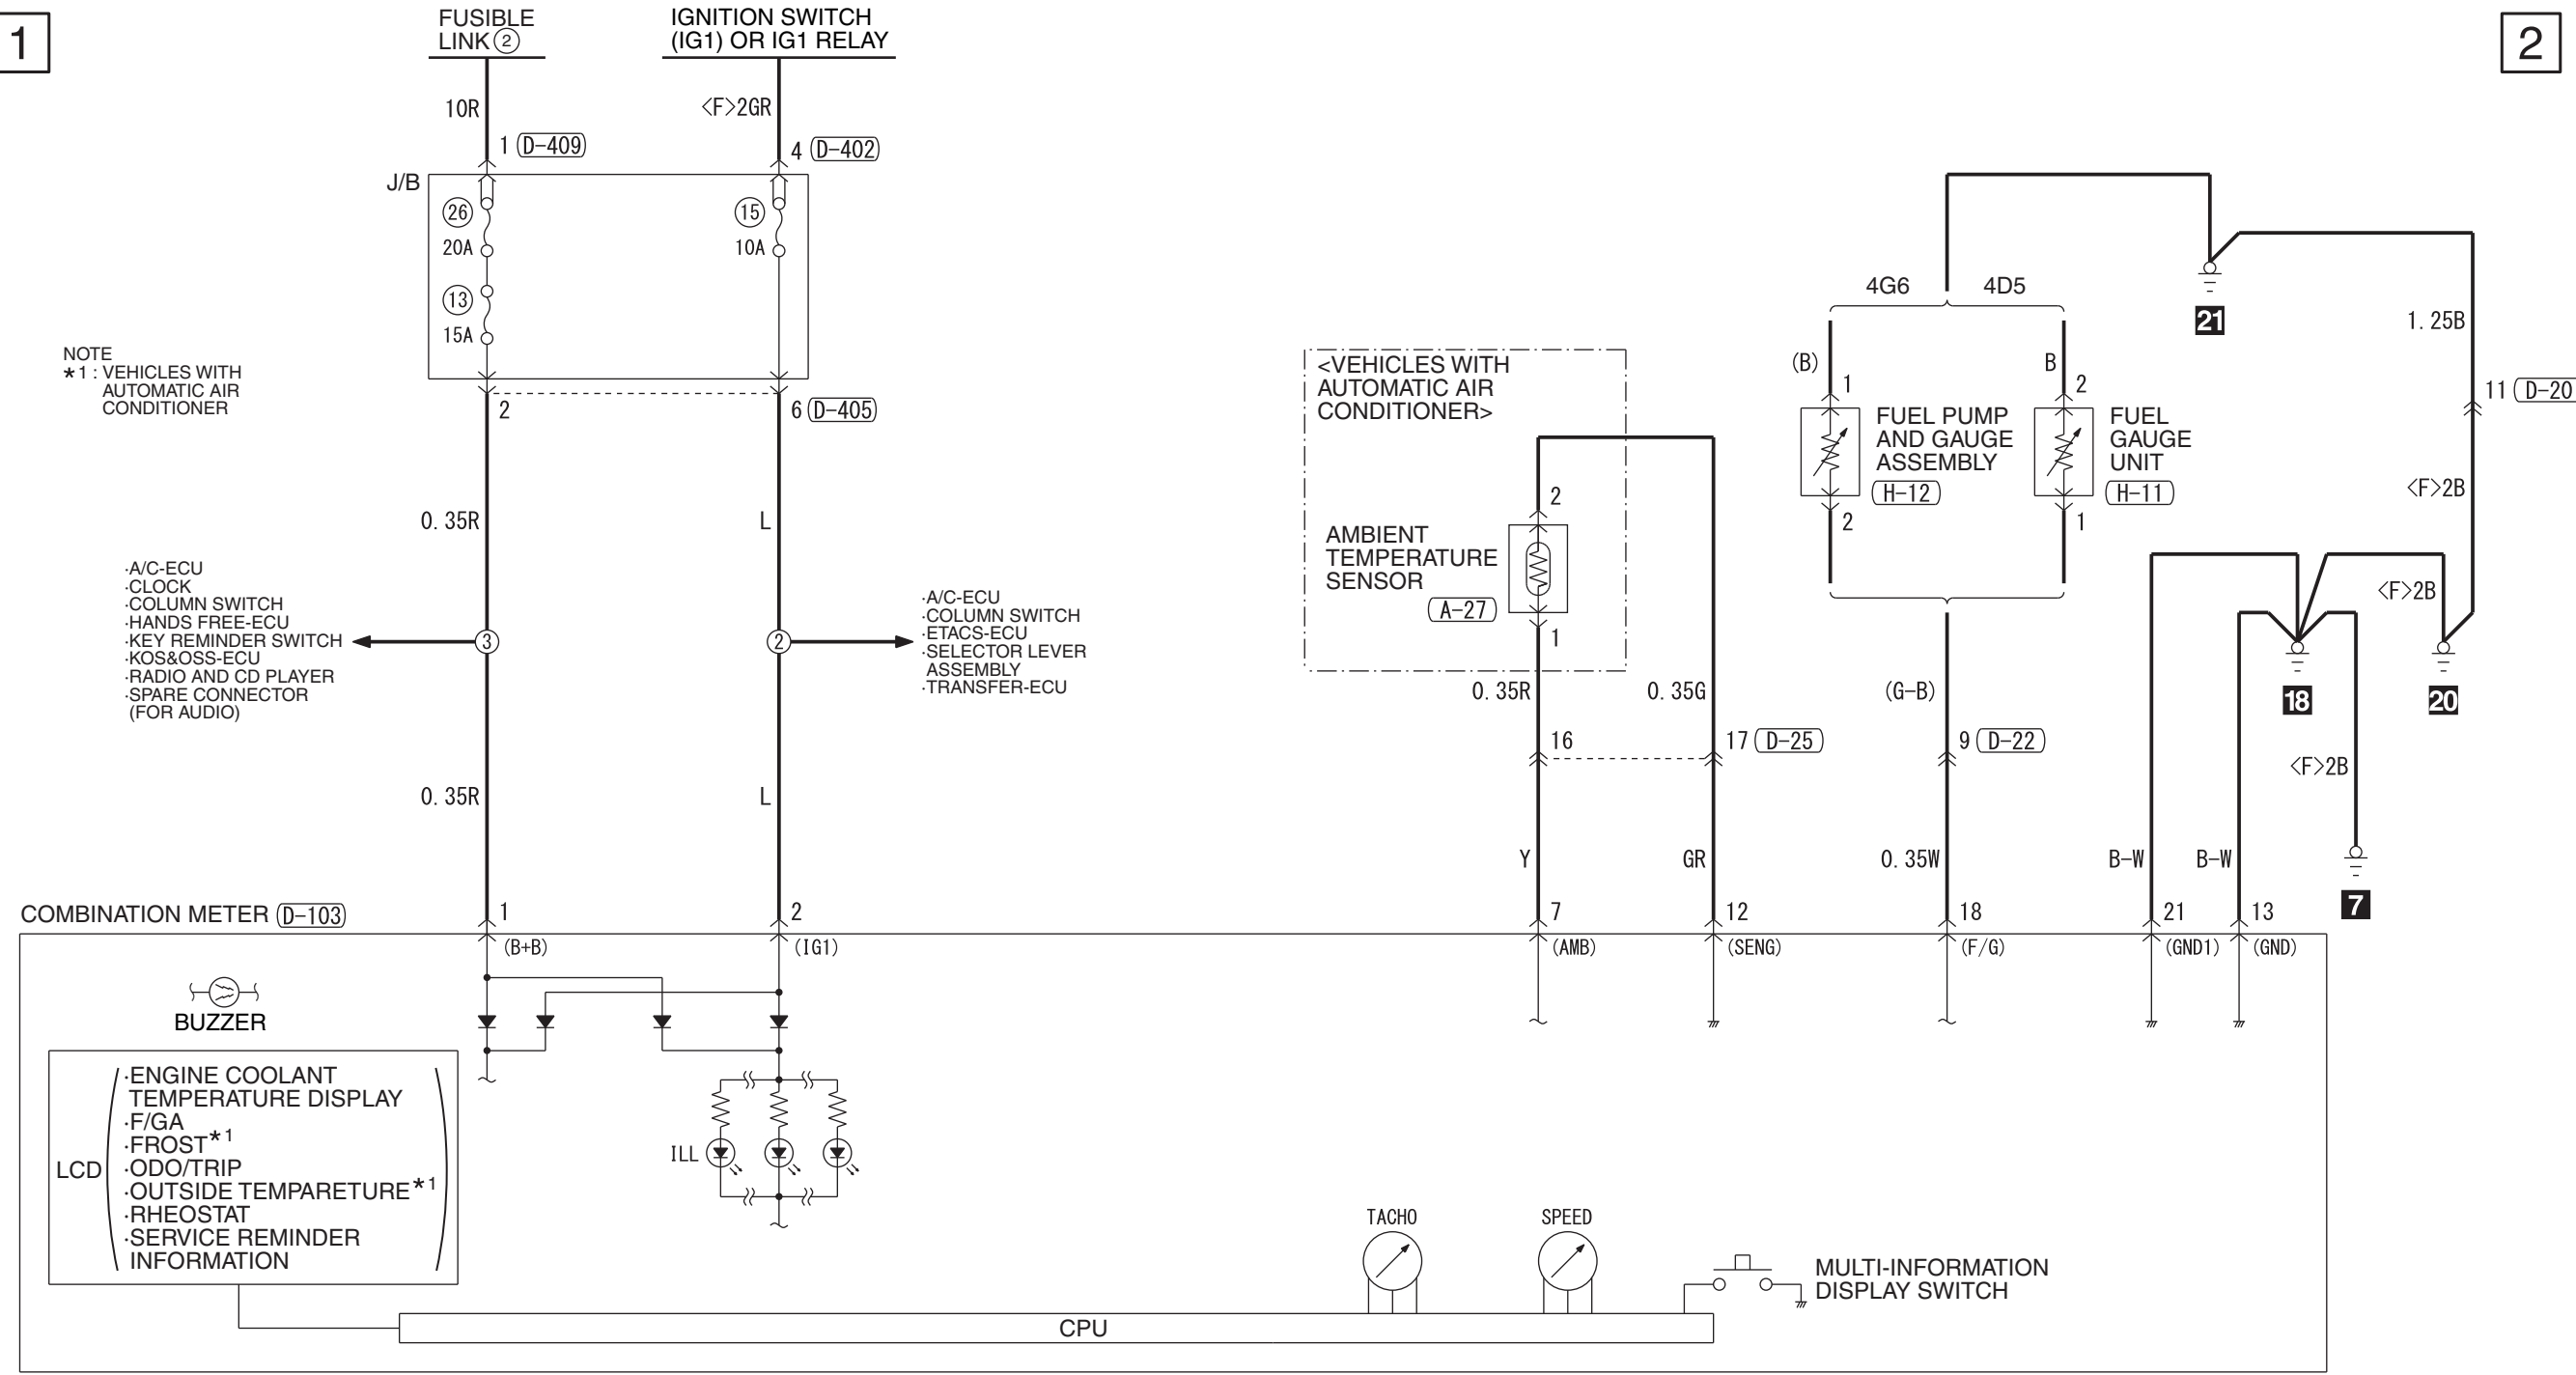 1
FUSIBLE
LINK ②
IGNITION SWITCH
(IG1) OR IG1 RELAY
2
10R
<F>2GR
1 D-409
4 D-402
J/B
26
20A
15
10A
13
15A
NOTE
*1 : VEHICLES WITH
AUTOMATIC AIR
CONDITIONER
2
6 D-405
0.35R
L
·A/C-ECU
·CLOCK
·COLUMN SWITCH
·HANDS FREE-ECU
·KEY REMINDER SWITCH
·KOS&OSS-ECU
·RADIO AND CD PLAYER
·SPARE CONNECTOR
(FOR AUDIO)
3
2
·A/C-ECU
·COLUMN SWITCH
·ETACS-ECU
·SELECTOR LEVER
ASSEMBLY
·TRANSFER-ECU
0.35R
L
<VEHICLES WITH
AUTOMATIC AIR
CONDITIONER>
2
AMBIENT
TEMPERATURE
SENSOR
A-27
1
0.35R
0.35G
16
17 D-25
Y
GR
4G6
4D5
(B)
1
B
2
FUEL PUMP
AND GAUGE
ASSEMBLY
H-12
2
FUEL
GAUGE
UNIT
H-11
1
(G-B)
9 D-22
0.35W
21
1.25B
11 D-20
<F>2B
<F>2B
18
20
<F>2B
B-W
B-W
7
COMBINATION METER D-103
1
2
7
12
18
21
13
(B+B)
(IG1)
(AMB)
(SENG)
(F/G)
(GND1)
(GND)
BUZZER
LCD
·ENGINE COOLANT
TEMPERATURE DISPLAY
·F/GA
·FROST*1
·ODO/TRIP
·OUTSIDE TEMPARETURE*1
·RHEOSTAT
·SERVICE REMINDER
INFORMATION
ILL
TACHO
SPEED
MULTI-INFORMATION
DISPLAY SWITCH
CPU